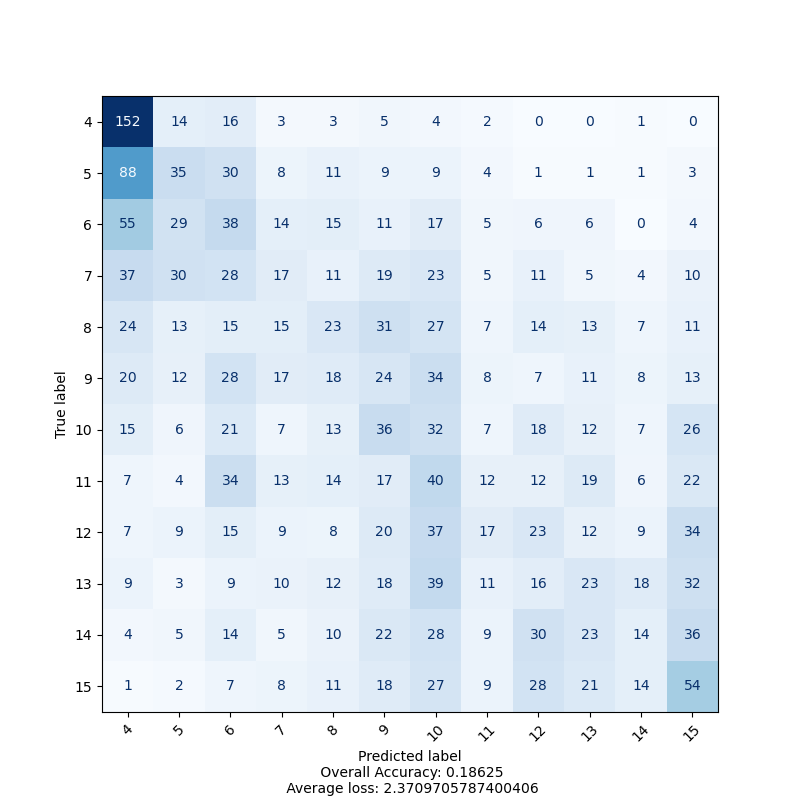 4 152 14 16 3 3 5 4 2 0 0 1 0
5 88 35 30 8 11 9 9 4 1 1 1 3
6 55 29 38 14 15 11 17 5 6 6 0 4
7 37 30 28 17 11 19 23 5 11 5 4 10
8 24 13 15 15 23 31 27 7 14 13 7 11
9 20 12 28 17 18 24 34 8 7 11 8 13
True label
10 15 6 21 7 13 36 32 7 18 12 7 26
11 7 4 34 13 14 17 40 12 12 19 6 22
12 7 9 15 9 8 20 37 17 23 12 9 34
13 9 3 9 10 12 18 39 11 16 23 18 32
14 4 5 14 5 10 22 28 9 30 23 14 36
15 1 2 7 8 11 18 27 9 28 21 14 54
4 5 6 7 8 9 10 11 12 13 14 15
Predicted label
Overall Accuracy: 0.18625
Average loss: 2.3709705787400406